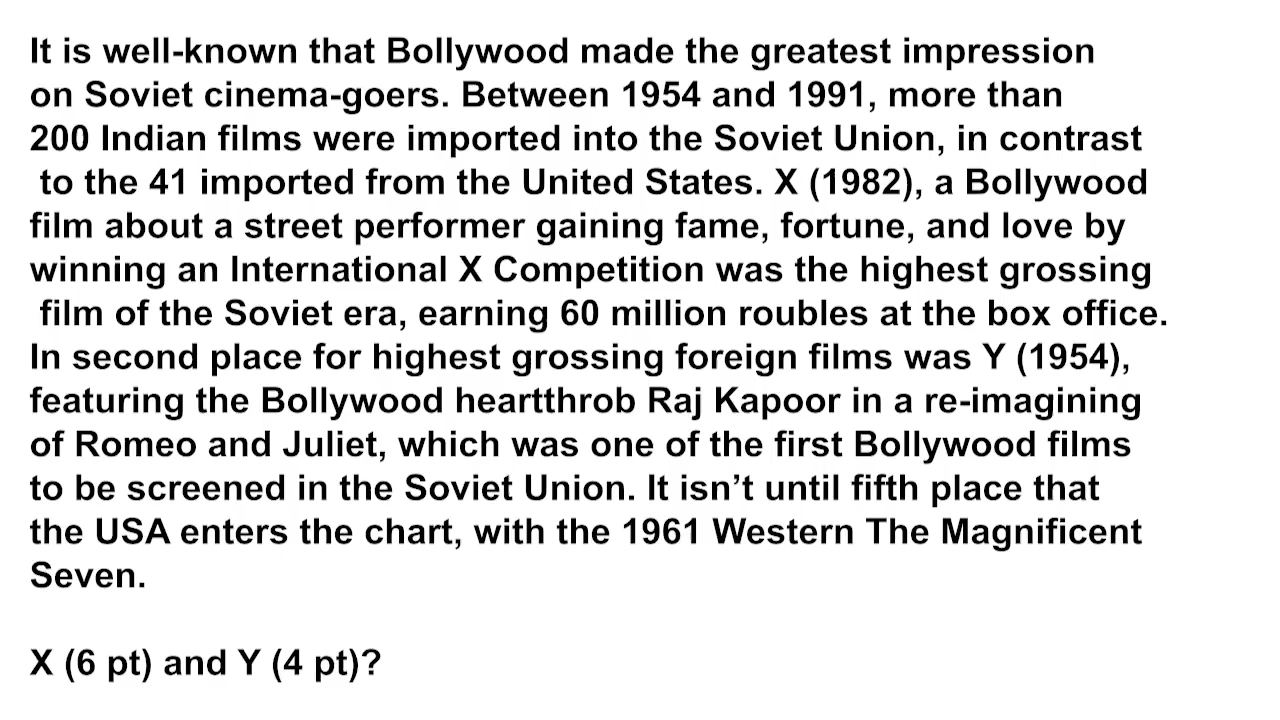 It is well-known that Bollywood made the greatest impression
on Soviet cinema-goers. Between 1954 and 1991, more than
200 Indian films were imported into the Soviet Union, in contrast
to the 41 imported from the United States. X (1982), a Bollywood
film about a street performer gaining fame, fortune, and love by
winning an International X Competition was the highest grossing
film of the Soviet era, earning 60 million roubles at the box office.
In second place for highest grossing foreign films was Y (1954),
featuring the Bollywood heartthrob Raj Kapoor in a re-imagining
of Romeo and Juliet, which was one of the first Bollywood films
to be screened in the Soviet Union. It isn’t until fifth place that
the USA enters the chart, with the 1961 Western The Magnificent
Seven.
X (6 pt) and Y (4 pt)?